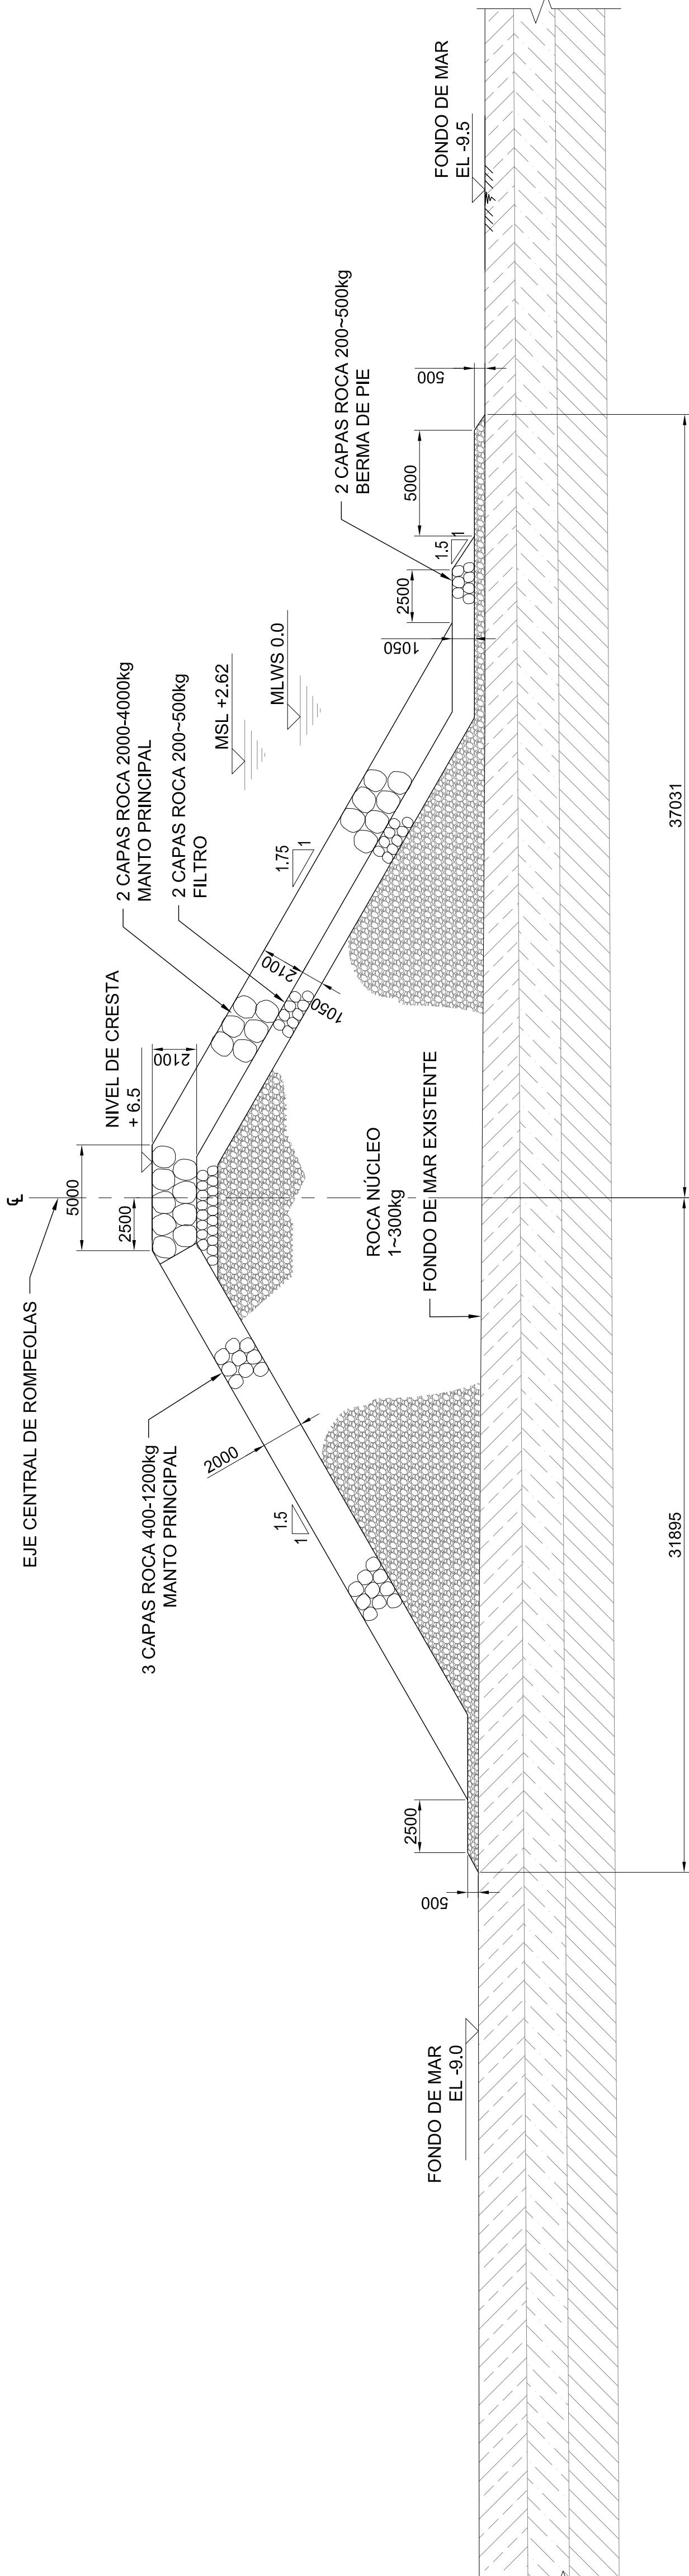 ℄
EJE CENTRAL DE ROMPEOLAS
5000
2500
NIVEL DE CRESTA
+ 6.5
2100
3 CAPAS ROCA 400-1200kg
MANTO PRINCIPAL
2 CAPAS ROCA 2000-4000kg
MANTO PRINCIPAL
2 CAPAS ROCA 200~500kg
FILTRO
MSL +2.62
MLWS 0.0
2000
1.5
1
2100
1050
1.75
1
2 CAPAS ROCA 200~500kg
BERMA DE PIE
ROCA NÚCLEO
1~300kg
FONDO DE MAR EXISTENTE
2500
500
FONDO DE MAR
EL -9.0
1050
2500
1.5
1
5000
500
FONDO DE MAR
EL -9.5
31895
37031